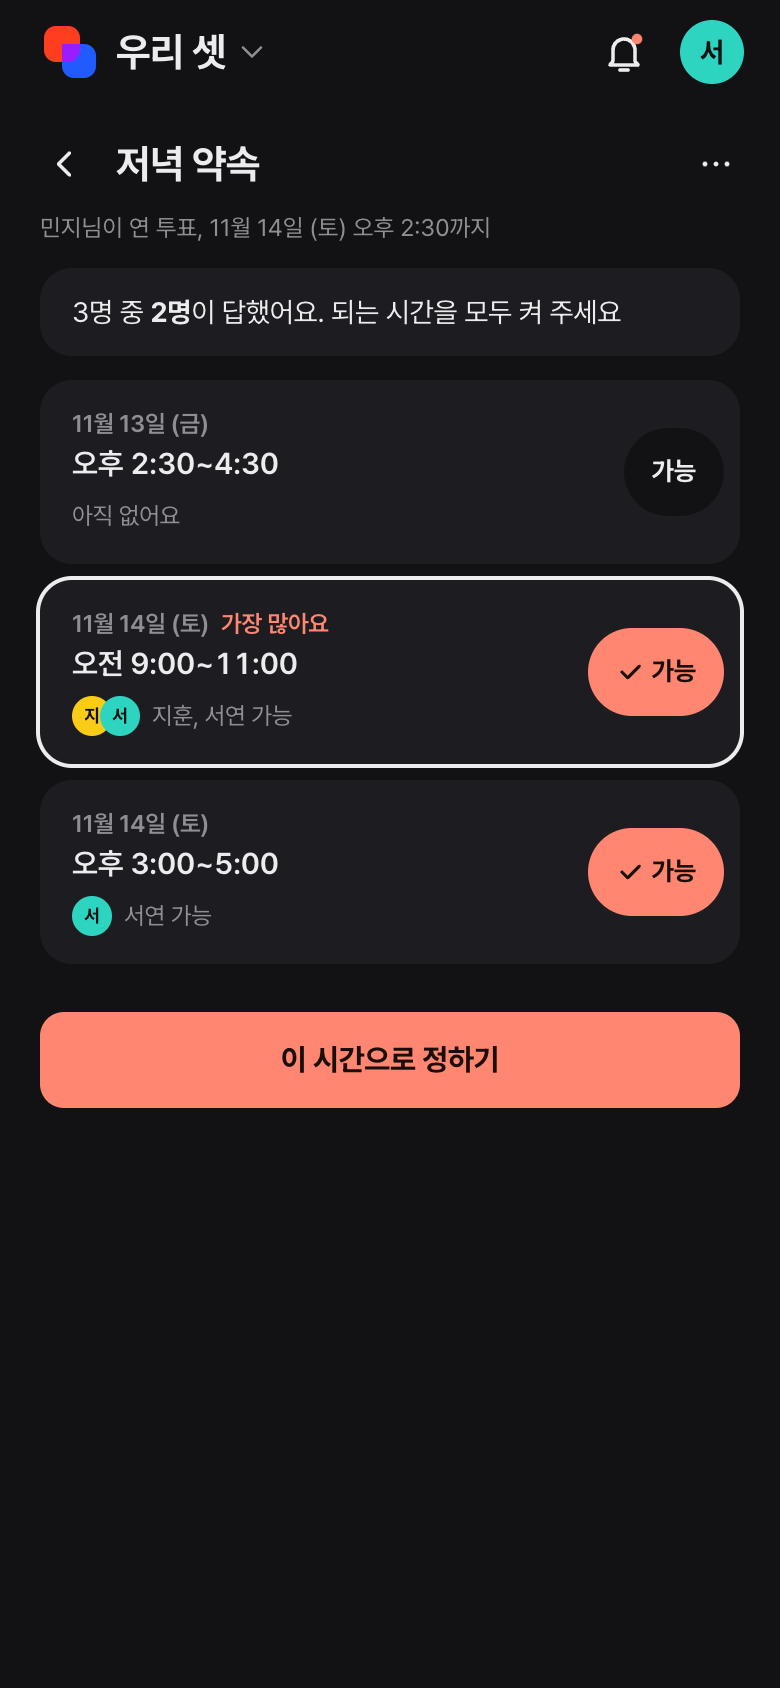 우리 셋
서
저녁 약속
민지님이 연 투표, 11월 14일 (토) 오후 2:30까지
3명 중 2명이 답했어요. 되는 시간을 모두 켜 주세요
11월 13일 (금)
오후 2:30~4:30
가능
아직 없어요
11월 14일 (토) 가장 많아요
오전 9:00~11:00
가능
지 서 지훈, 서연 가능
11월 14일 (토)
오후 3:00~5:00
가능
서 서연 가능
이 시간으로 정하기